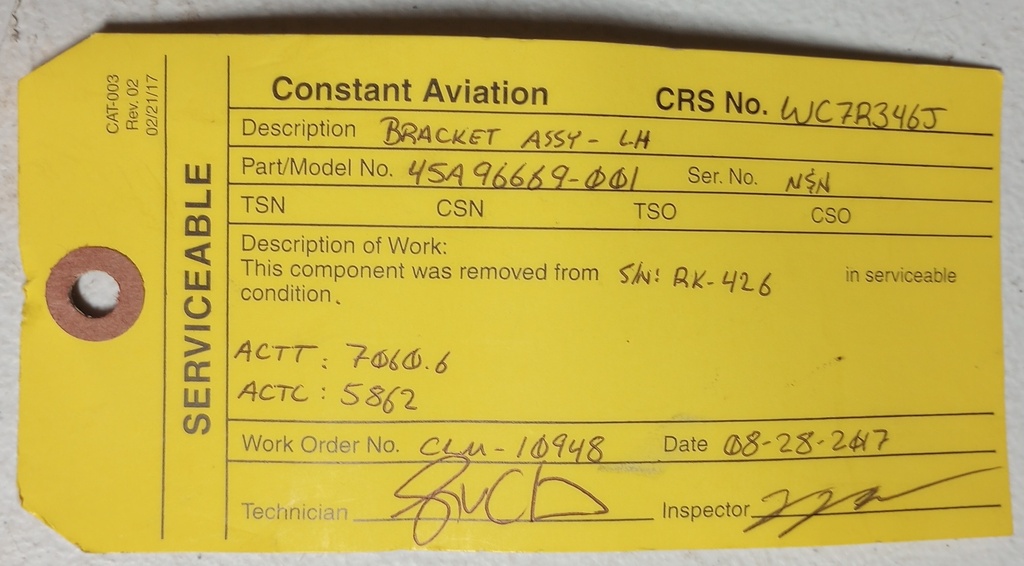 CAT-003
Rev. 02
02/21/17
SERVICEABLE
Constant Aviation CRS No. WC7R346J
Description BRACKET ASSY - LH
Part/Model No. 45A96669-001 Ser. No. NSN
TSN CSN TSO CSO
Description of Work:
This component was removed from S/N: RK-426 in serviceable
condition.
ACTT: 7060.6
ACTC: 5862
Work Order No. CLM-10948 Date 08-28-2017
Technician
Inspector